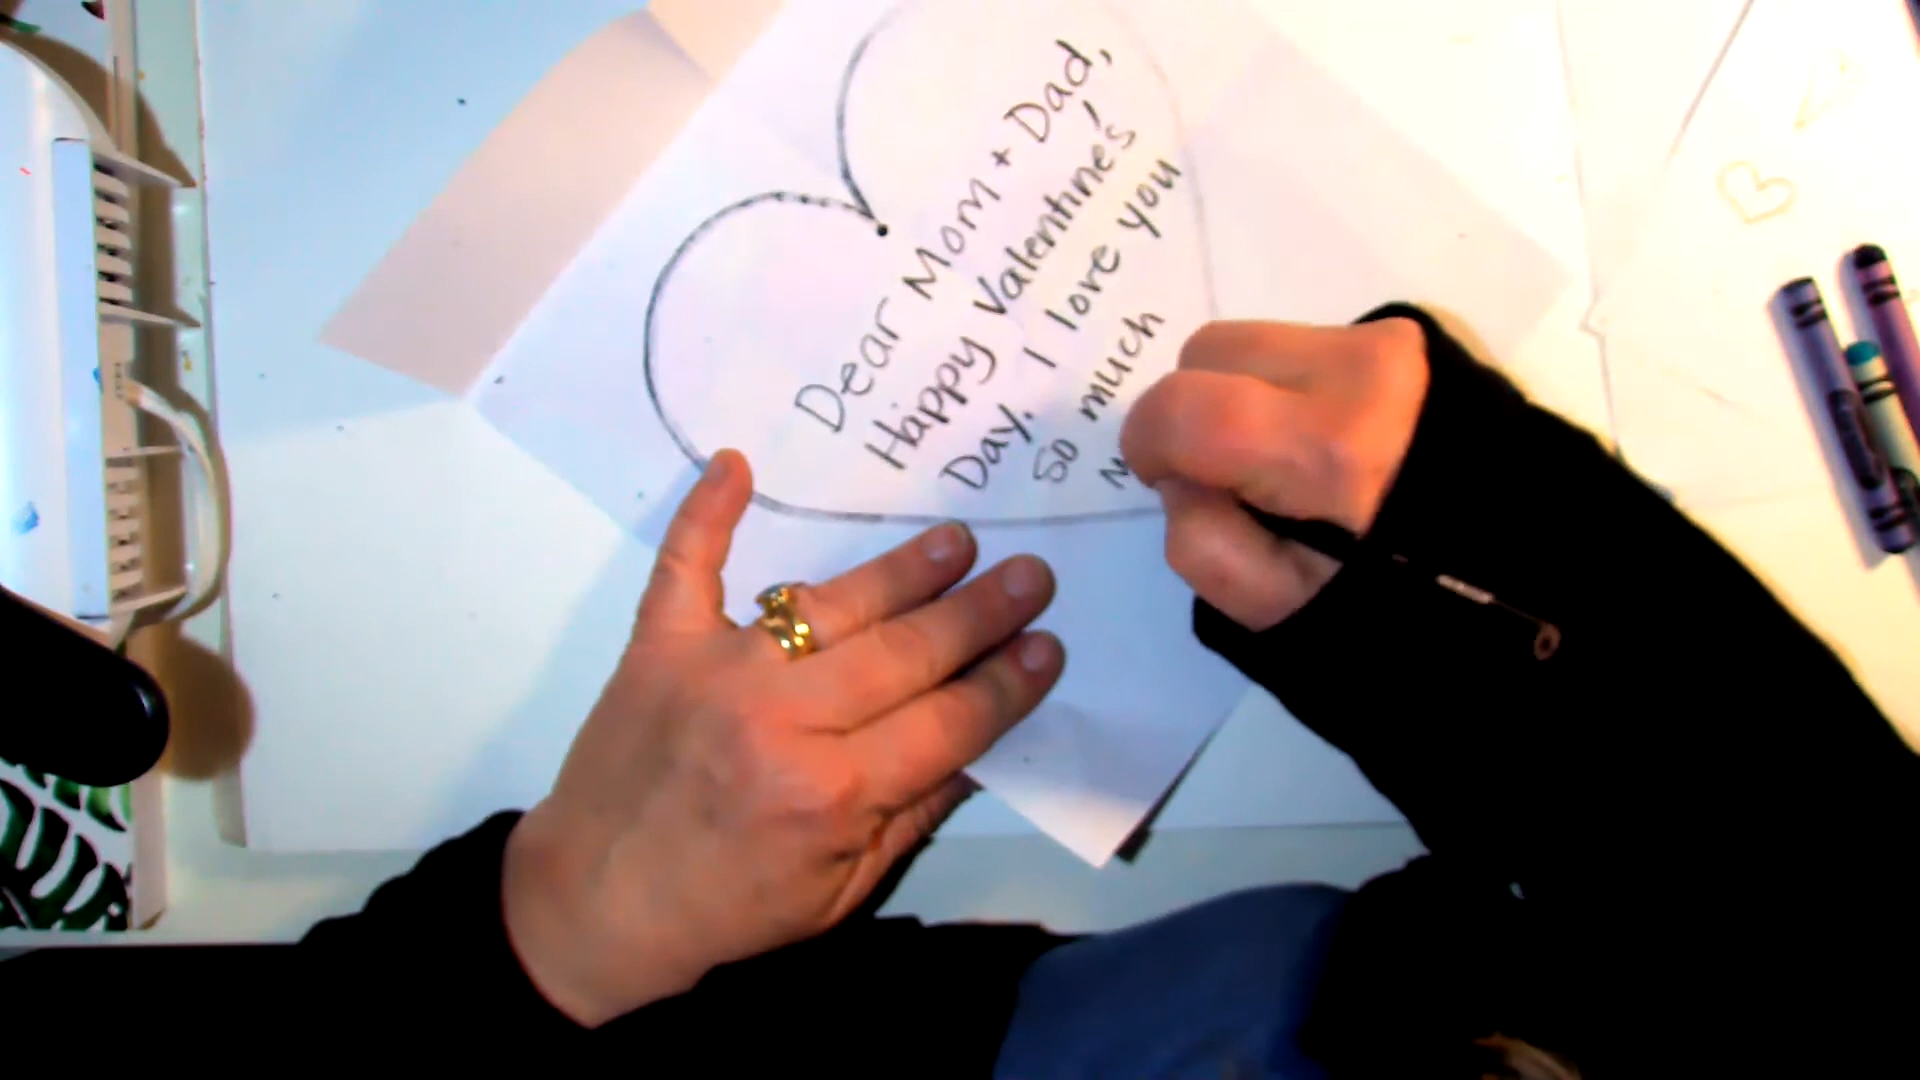 Dear Mom + Dad,
Happy Valentine's
Day. I love you
so much